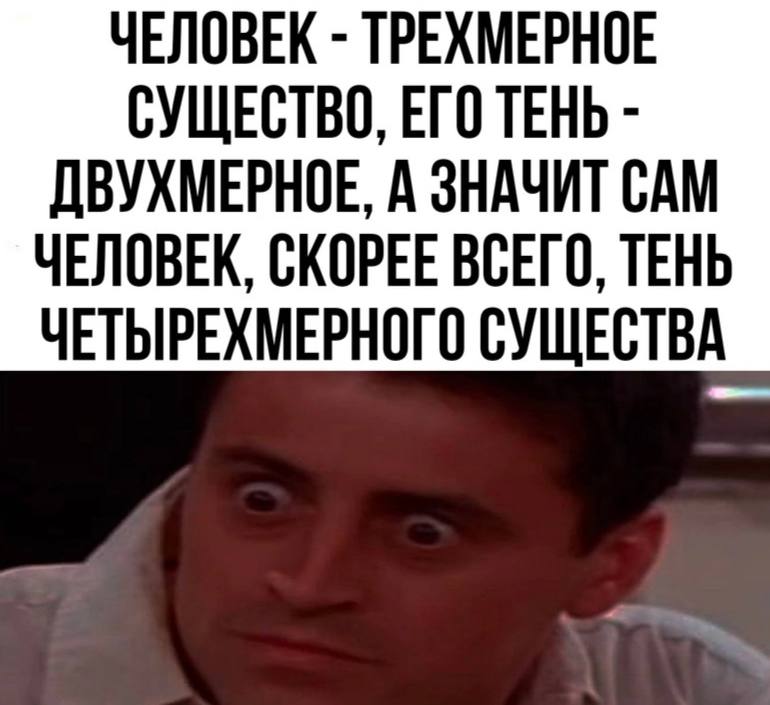 ЧЕЛОВЕК - ТРЕХМЕРНОЕ
СУЩЕСТВО, ЕГО ТЕНЬ -
ДВУХМЕРНОЕ, А ЗНАЧИТ САМ
ЧЕЛОВЕК, СКОРЕЕ ВСЕГО, ТЕНЬ
ЧЕТЫРЕХМЕРНОГО СУЩЕСТВА